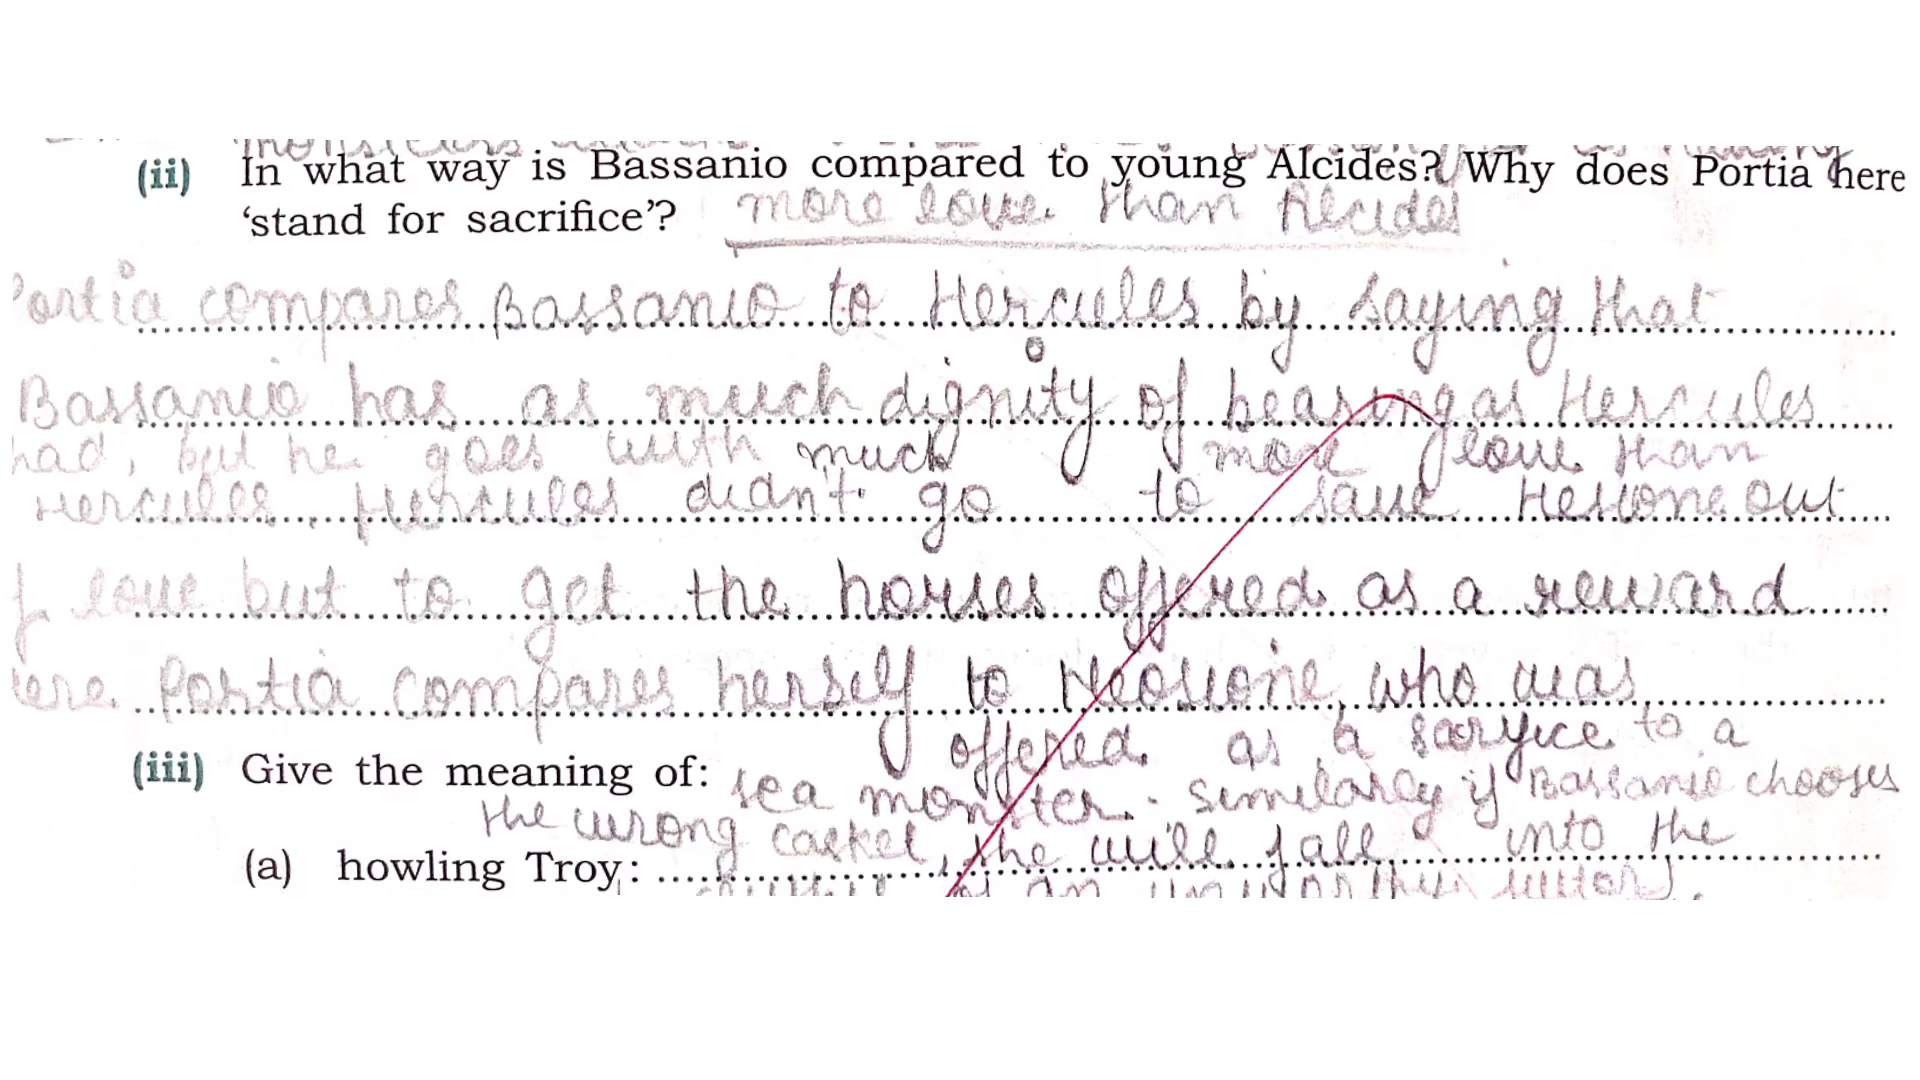 (ii) In what way is Bassanio compared to young Alcides? Why does Portia here
'stand for sacrifice'? more love than Alcides
Portia compares Bassanio to Hercules by saying that
Bassanio has as much dignity of bearing as Hercules
had, but he goes with much more love than
Hercules. Hercules didn't go to save Hesione out
of love but to get the horses offered as a reward
Here Portia compares herself to who was
offered as a sacrifice to a
(iii) Give the meaning of: sea monster. Similarly if Bassanio chooses
the wrong casket, she will fall into the
(a) howling Troy:
of an unworthy suitor).